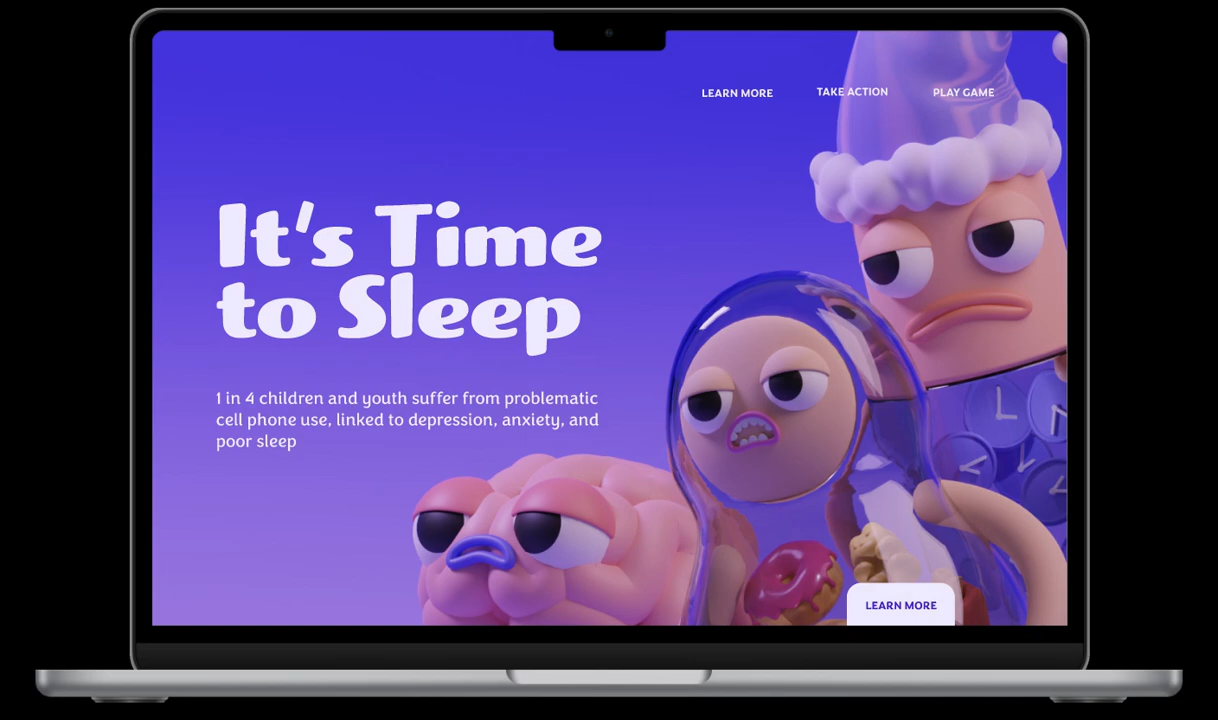 LEARN MORE TAKE ACTION PLAY GAME
It's Time
to Sleep
1 in 4 children and youth suffer from problematic
cell phone use, linked to depression, anxiety, and
poor sleep
LEARN MORE